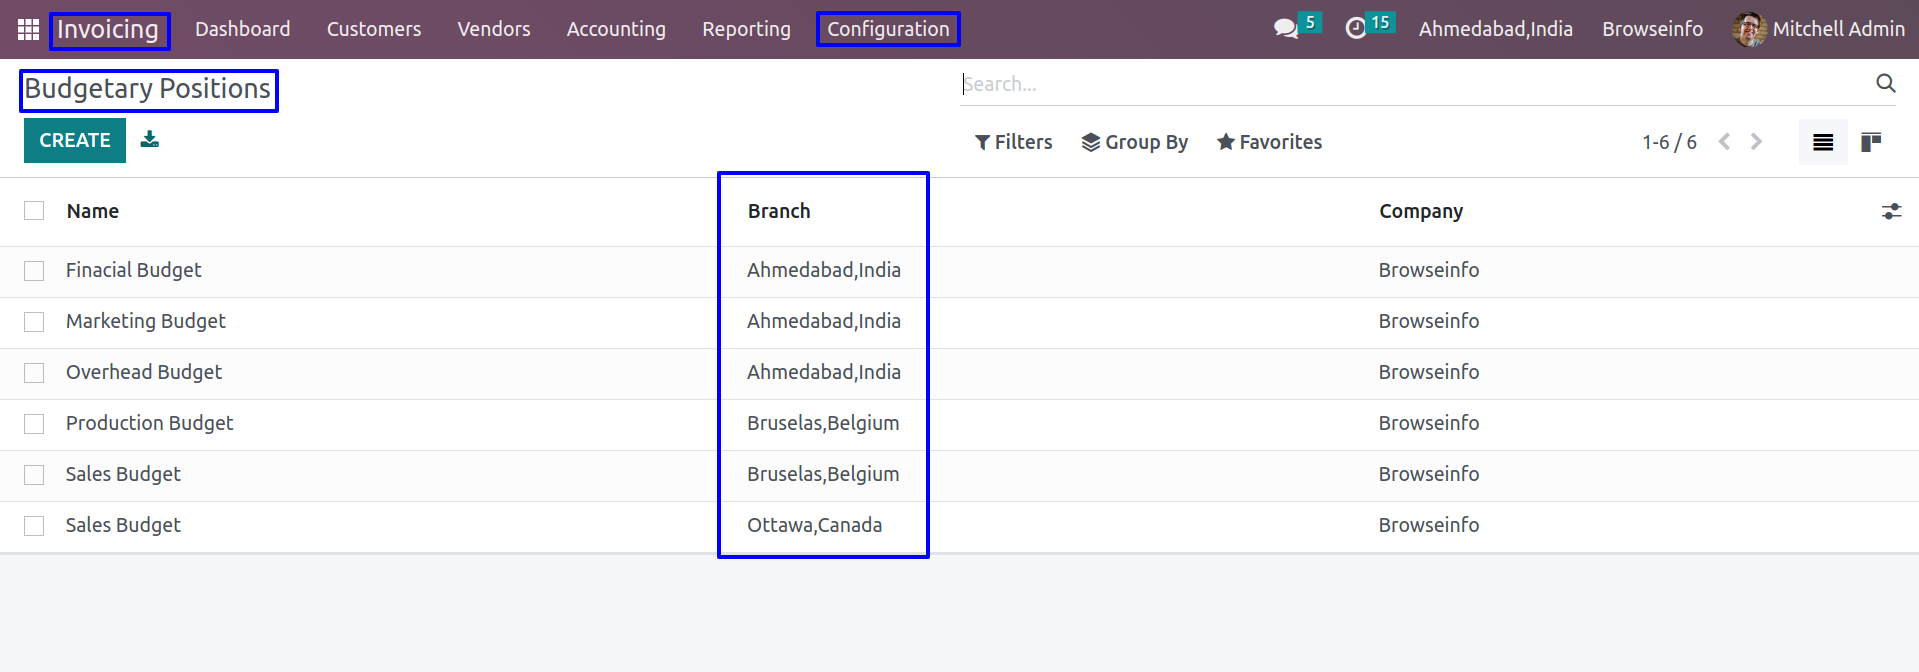 Invoicing Dashboard Customers Vendors Accounting Reporting Configuration 5 15 Ahmedabad,India Browseinfo Mitchell Admin
Budgetary Positions Search...
CREATE Filters Group By Favorites 1-6 / 6
Name Branch Company
Finacial Budget Ahmedabad,India Browseinfo
Marketing Budget Ahmedabad,India Browseinfo
Overhead Budget Ahmedabad,India Browseinfo
Production Budget Bruselas,Belgium Browseinfo
Sales Budget Bruselas,Belgium Browseinfo
Sales Budget Ottawa,Canada Browseinfo